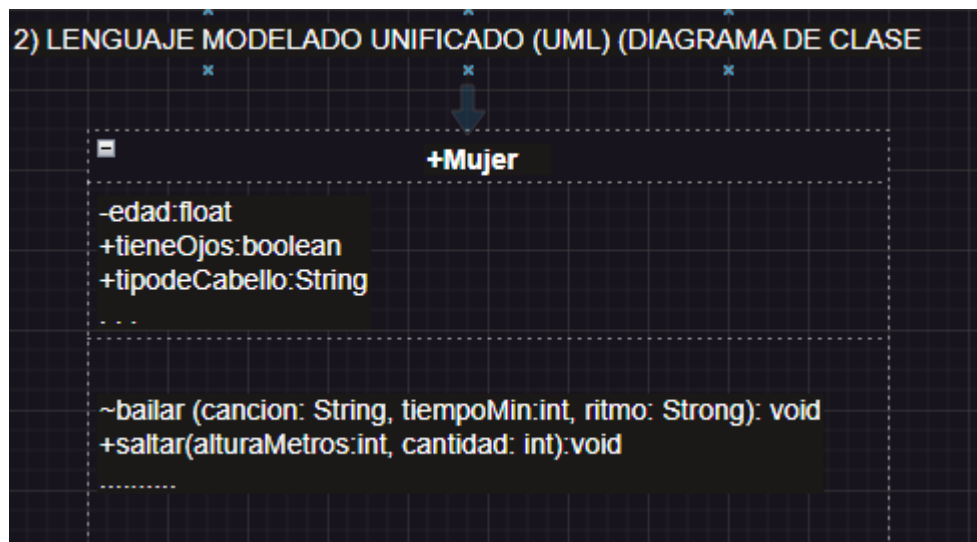 2) LENGUAJE MODELADO UNIFICADO (UML) (DIAGRAMA DE CLASE
+Mujer
-edad:float
+tieneOjos:boolean
+tipodeCabello:String
. . .
~bailar (cancion: String, tiempoMin:int, ritmo: Strong): void
+saltar(alturaMetros:int, cantidad: int):void
..........